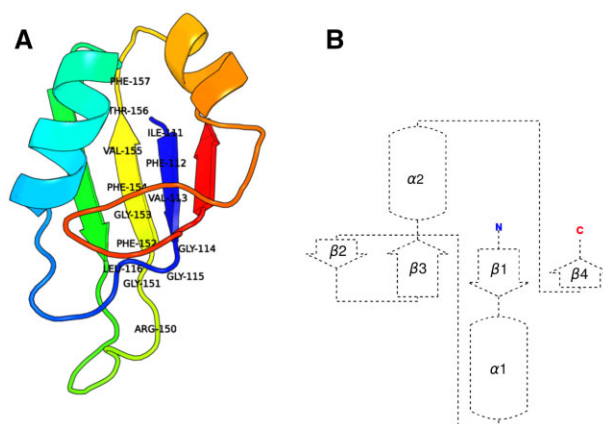 A
B
PHE-157
THR-156
ILE-111
VAL-155
PHE-112
PHE-154
VAL-113
GLY-153
PHE-152
GLY-114
LEU-116
GLY-115
GLY-151
ARG-150
α2
N
C
β2
β3
β1
β4
α1